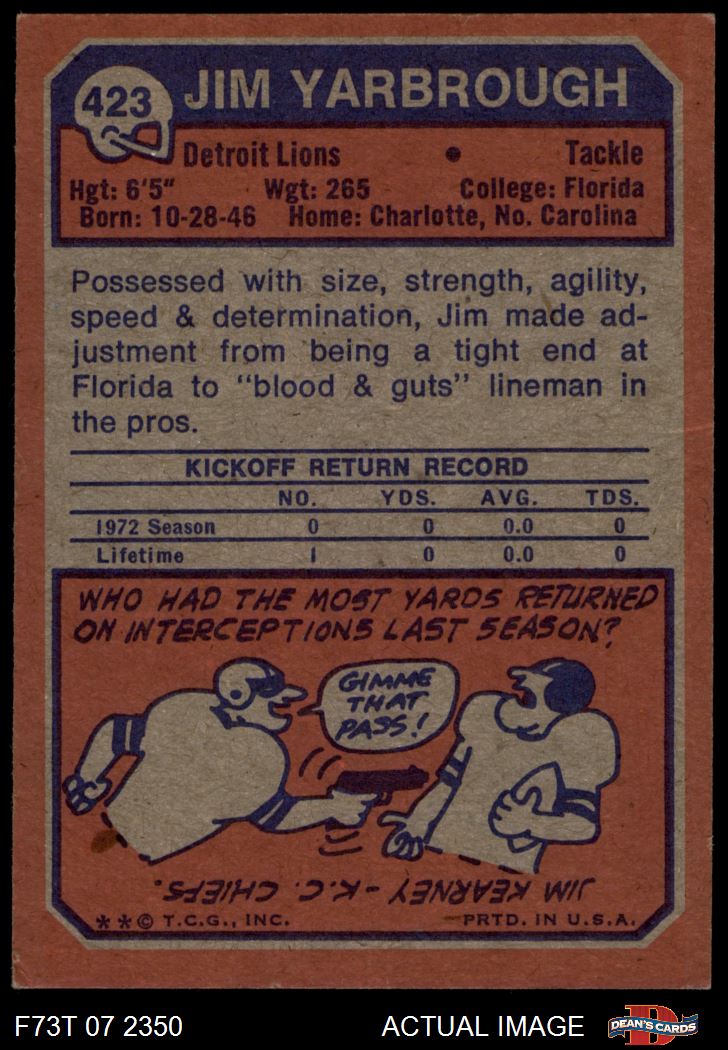 423
JIM YARBROUGH
Detroit Lions • Tackle
Hgt: 6'5" Wgt: 265 College: Florida
Born: 10-28-46 Home: Charlotte, No. Carolina
Possessed with size, strength, agility,
speed & determination, Jim made ad-
justment from being a tight end at
Florida to "blood & guts" lineman in
the pros.
KICKOFF RETURN RECORD
NO. YDS. AVG. TDS.
1972 Season 0 0 0.0 0
Lifetime 1 0 0.0 0
WHO HAD THE MOST YARDS RETURNED
ON INTERCEPTIONS LAST SEASON?
GIMME
THAT
PASS!
JIM KEARNEY - K.C. CHIEFS.
**© T.C.G., INC. PRTD. IN U.S.A.
F73T 07 2350 ACTUAL IMAGE
D
DEAN'S CARDS